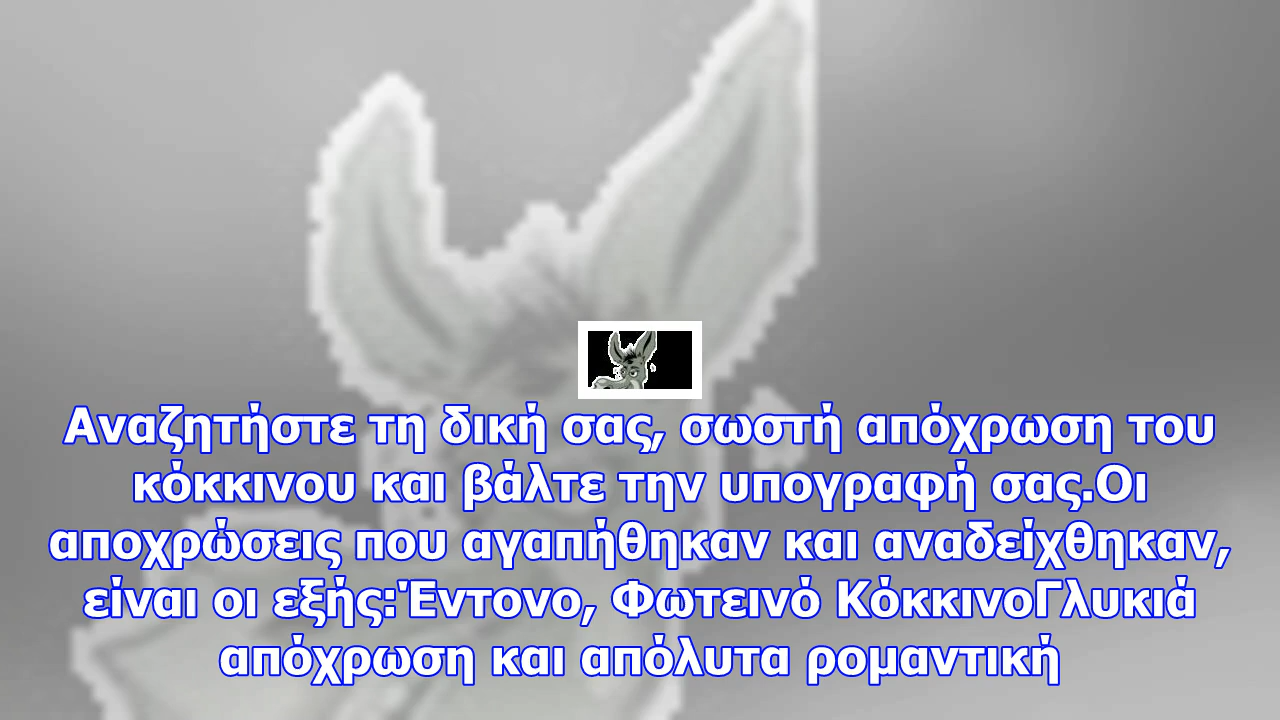 Αναζητήστε τη δική σας, σωστή απόχρωση του
κόκκινου και βάλτε την υπογραφή σας.Οι
αποχρώσεις που αγαπήθηκαν και αναδείχθηκαν,
είναι οι εξής:Έντονο, Φωτεινό ΚόκκινοΓλυκιά
απόχρωση και απόλυτα ρομαντική